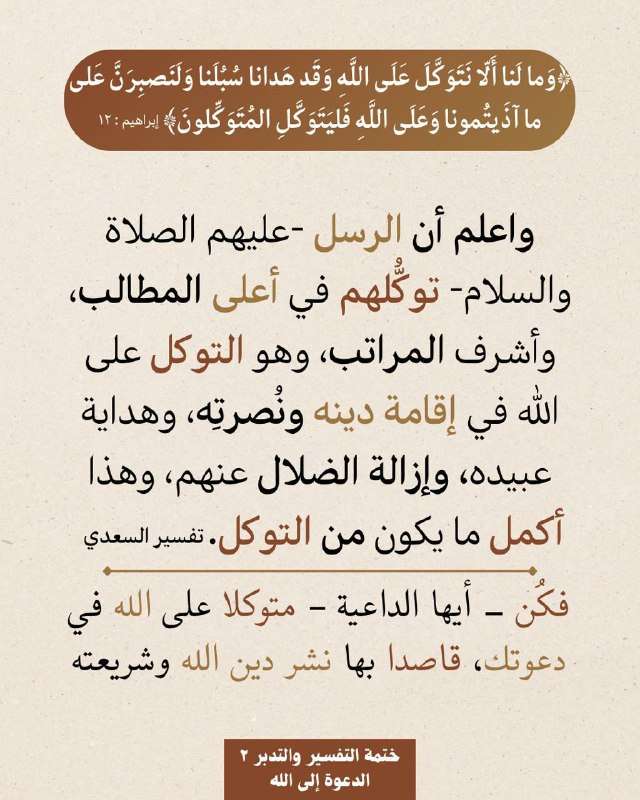 ﴿وَما لَنا أَلّا نَتَوَكَّلَ عَلَى اللَّهِ وَقَد هَدانا سُبُلَنا وَلَنَصبِرَنَّ عَلى
ما آذَيتُمونا وَعَلَى اللَّهِ فَليَتَوَكَّلِ المُتَوَكِّلونَ﴾ إبراهيم : ١٢
واعلم أن الرسل -عليهم الصلاة
والسلام- توكُّلهم في أعلى المطالب،
وأشرف المراتب، وهو التوكل على
الله في إقامة دينه ونُصرتِه، وهداية
عبيده، وإزالة الضلال عنهم، وهذا
أكمل ما يكون من التوكل. تفسير السعدي
فكُن – أيها الداعية – متوكلا على الله في
دعوتك، قاصدا بها نشر دين الله وشريعته
ختمة التفسير والتدبر ٢
الدعوة إلى الله